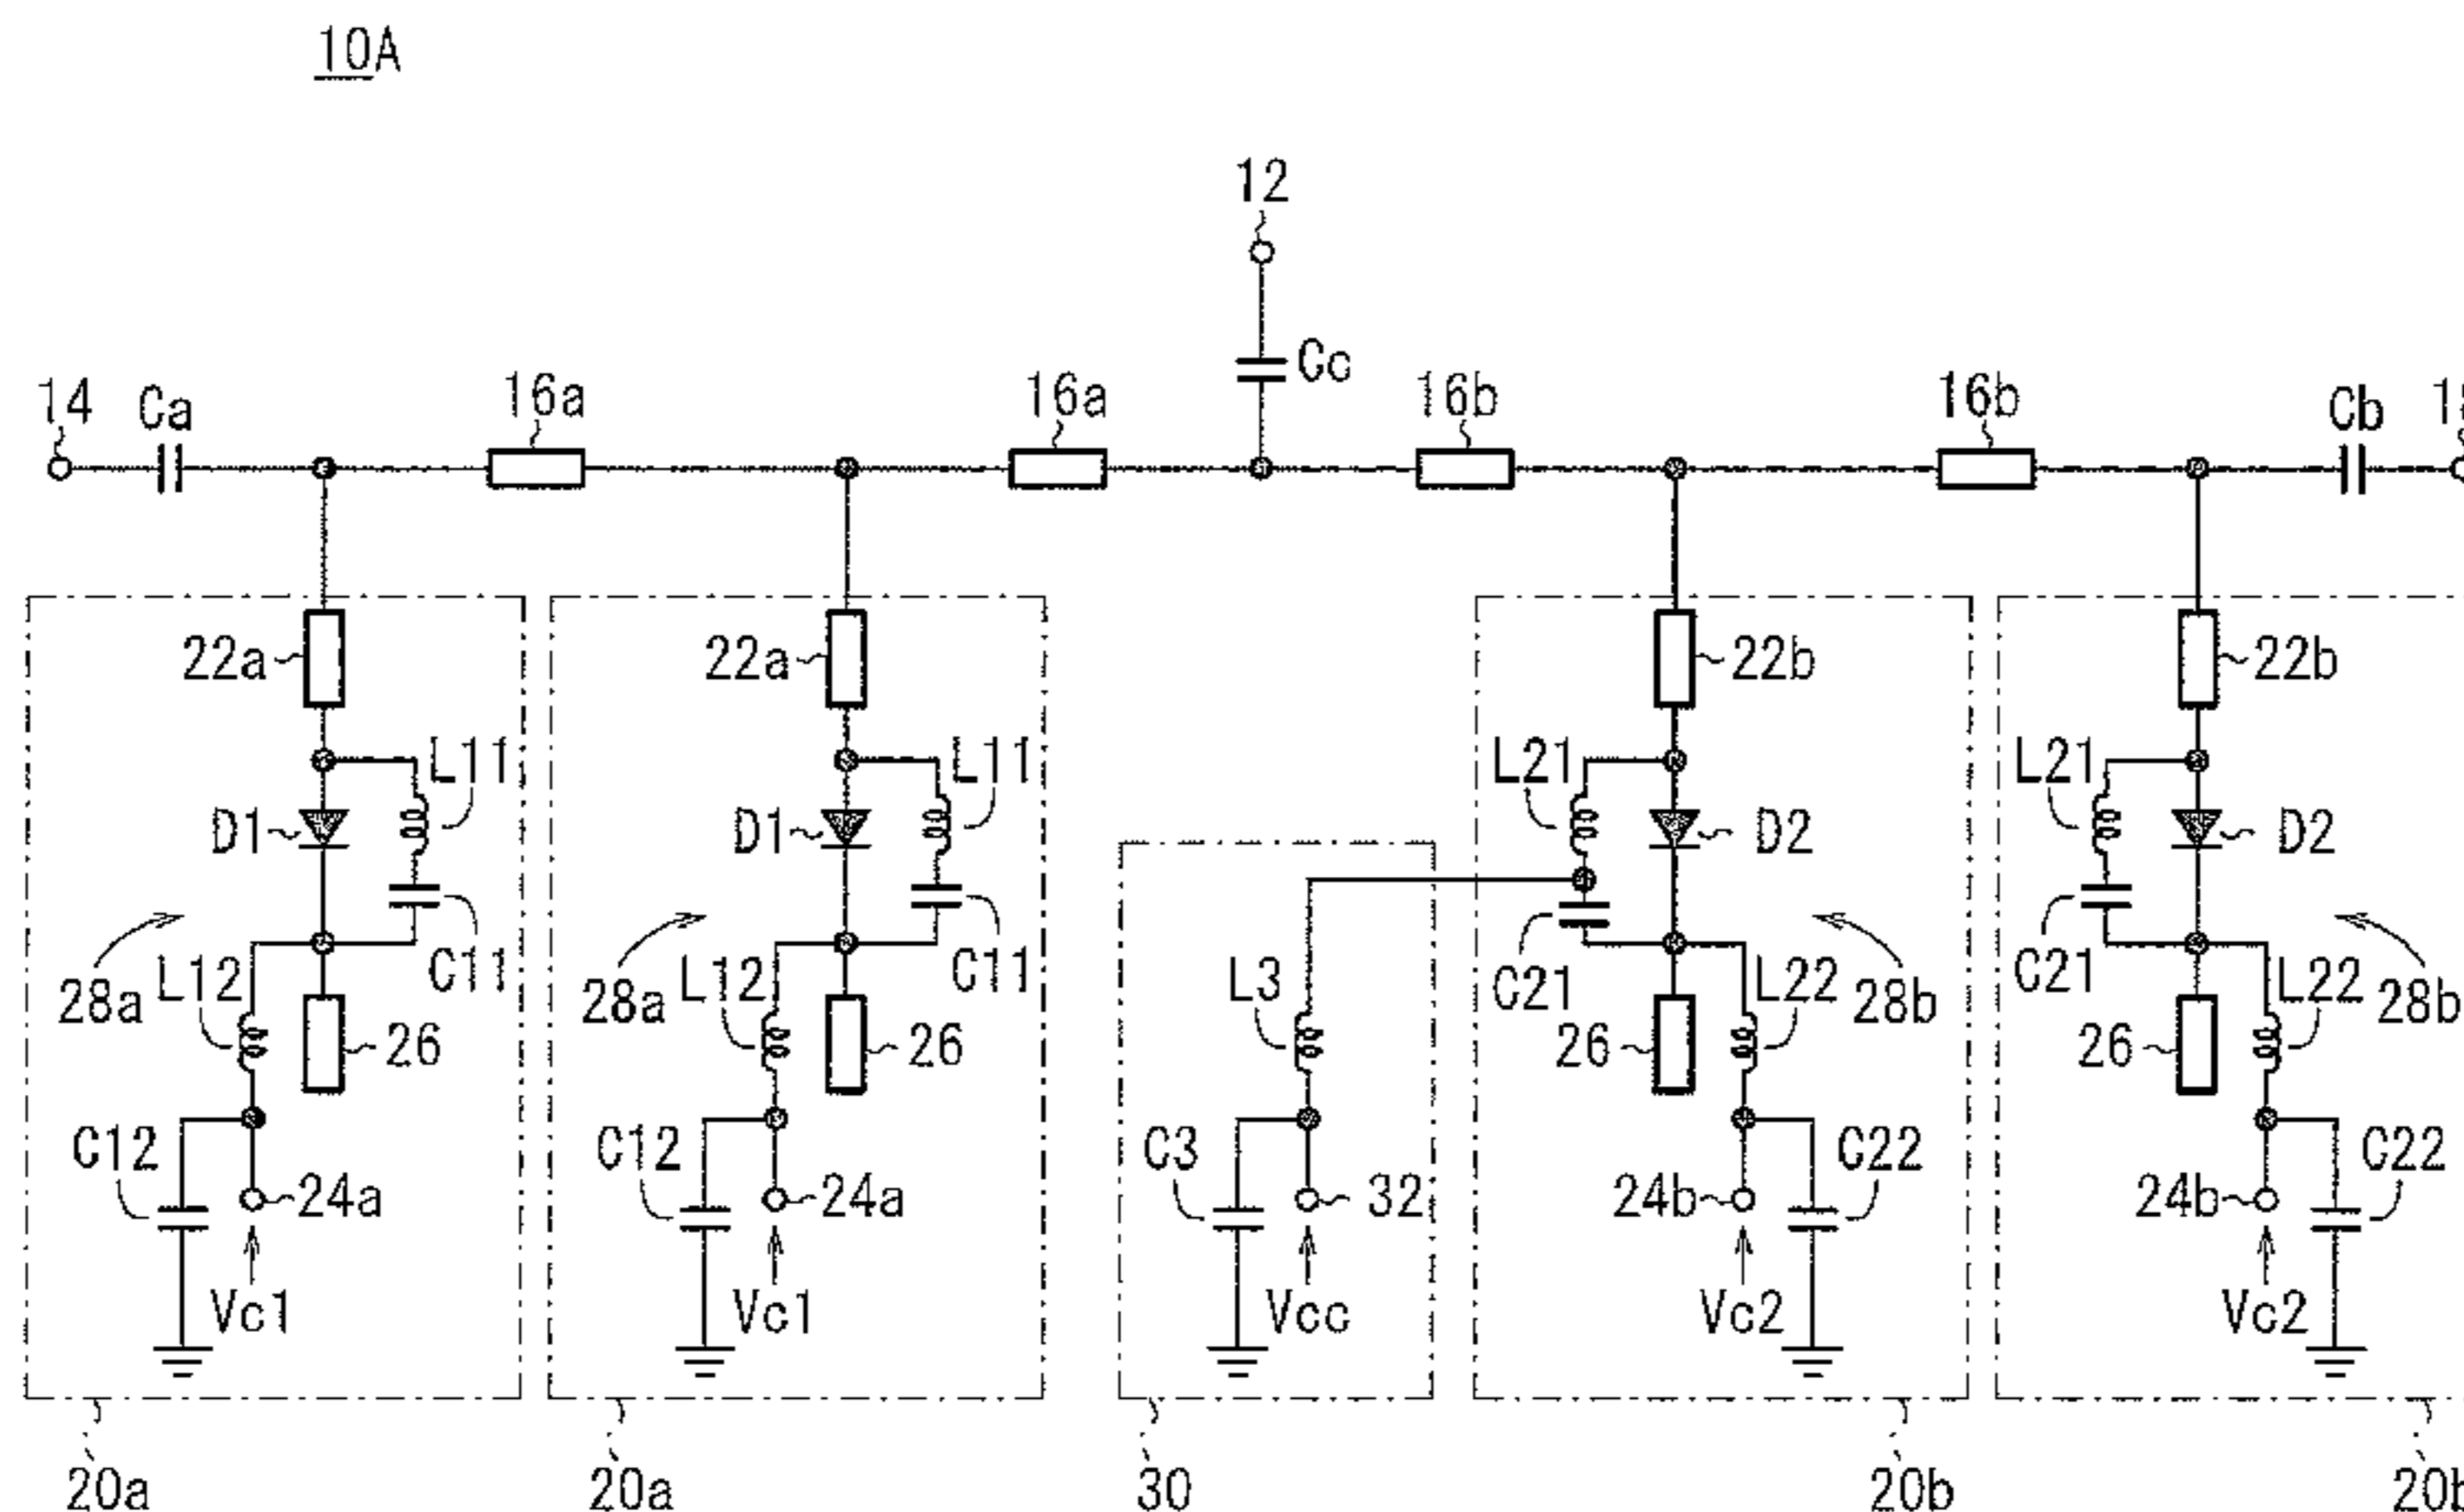 10A
12
Cc
14 Ca 16a 16a 16b 16b Cb
22a 22a 22b 22b
L11 L11 L21 L21
D1 D1 D2 D2
C11 C11 C21 C21
28a L12 28a L12 L3 L22 28b L22 28b
26 26 26 26
C12 C12 C3 C22 C22
24a 24a 32 24b 24b
Vc1 Vc1 Vcc Vc2 Vc2
20a 20a 30 20b